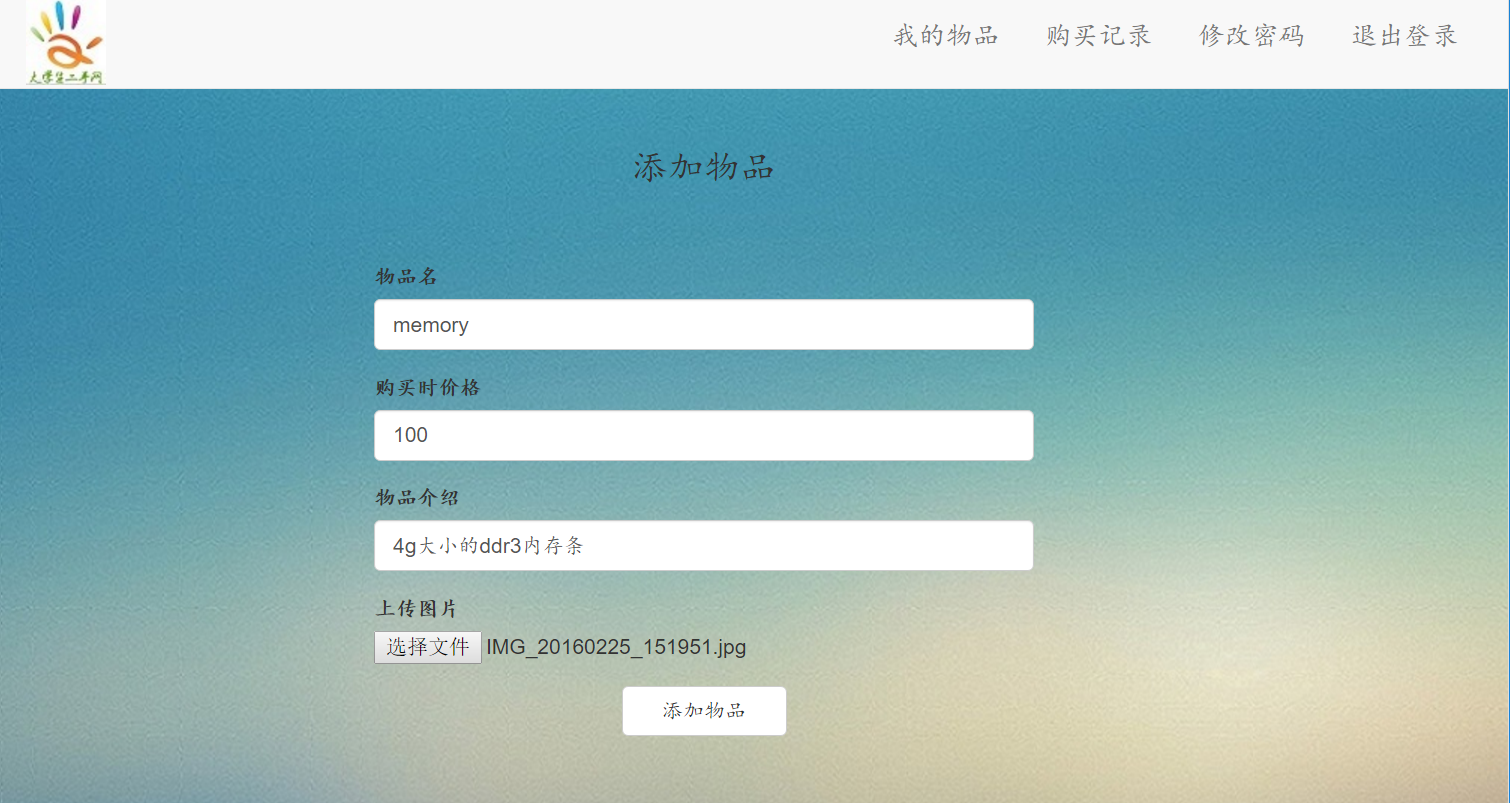 大学生二手网
我的物品 购买记录 修改密码 退出登录
添加物品
物品名
memory
购买时价格
100
物品介绍
4g大小的ddr3内存条
上传图片
选择文件 IMG_20160225_151951.jpg
添加物品